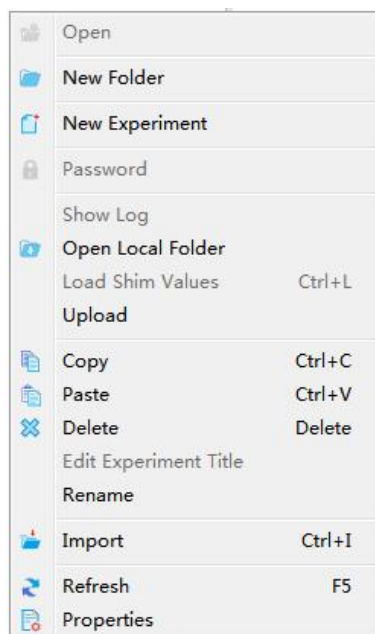 Open
New Folder
New Experiment
Password
Show Log
Open Local Folder
Load Shim Values Ctrl+L
Upload
Copy Ctrl+C
Paste Ctrl+V
Delete Delete
Edit Experiment Title
Rename
Import Ctrl+I
Refresh F5
Properties